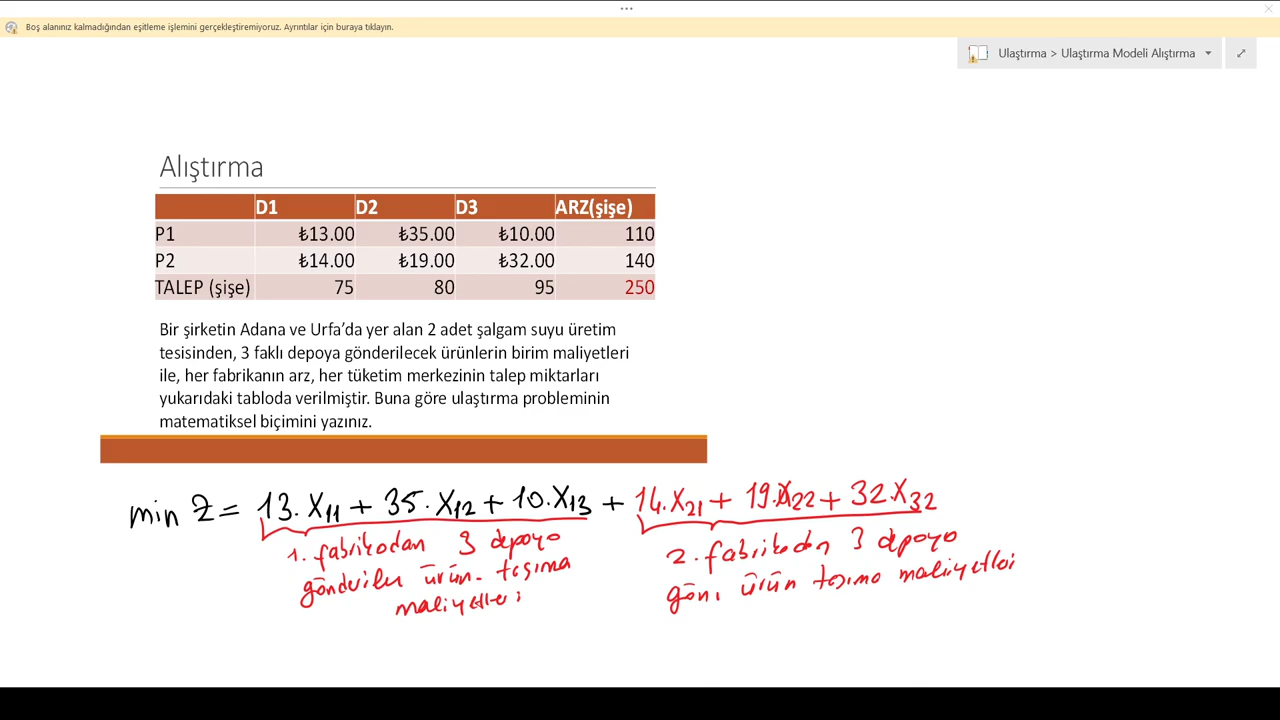 Boş alanınız kalmadığından eşitleme işlemini gerçekleştiremiyoruz. Ayrıntılar için buraya tıklayın.
Ulaştırma > Ulaştırma Modeli Alıştırma
Alıştırma
D1 D2 D3 ARZ(şişe)
P1 ₺13.00 ₺35.00 ₺10.00 110
P2 ₺14.00 ₺19.00 ₺32.00 140
TALEP (şişe) 75 80 95 250
Bir şirketin Adana ve Urfa’da yer alan 2 adet şalgam suyu üretim
tesisinden, 3 faklı depoya gönderilecek ürünlerin birim maliyetleri
ile, her fabrikanın arz, her tüketim merkezinin talep miktarları
yukarıdaki tabloda verilmiştir. Buna göre ulaştırma probleminin
matematiksel biçimini yazınız.
min Z = 13. X11 + 35. X12 + 10. X13 + 14. X21 + 19. X22 + 32. X32
1. fabrikadan 3 depoya
gönderilen ürün. taşıma
maliyetleri
2. fabrikadan 3 depoya
gön. ürün taşıma maliyetleri